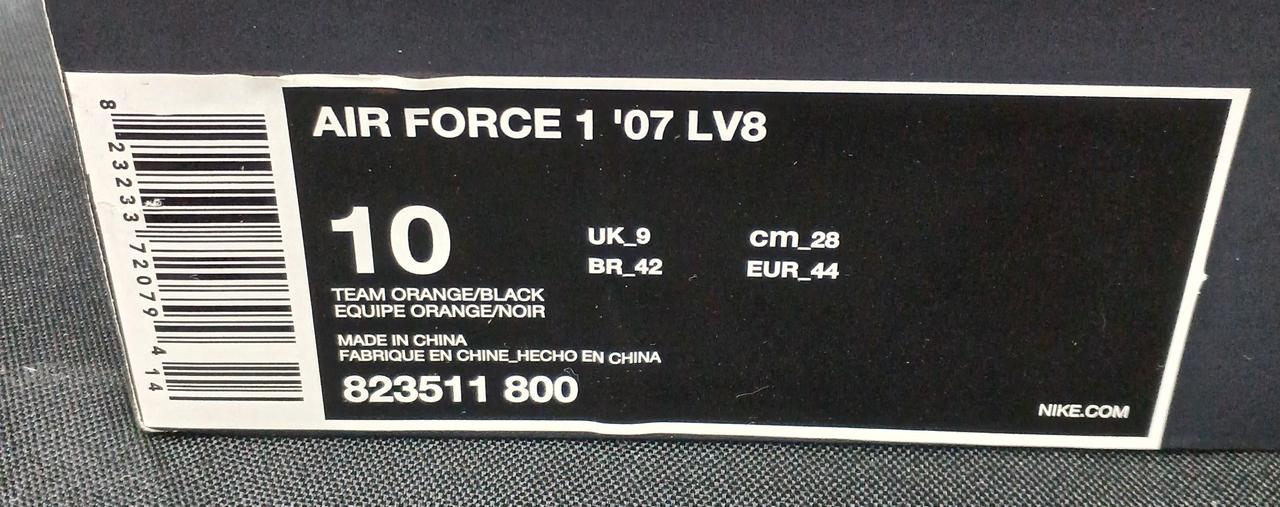 AIR FORCE 1 '07 LV8
10
UK_9 cm_28
BR_42 EUR_44
TEAM ORANGE/BLACK
EQUIPE ORANGE/NOIR
MADE IN CHINA
FABRIQUE EN CHINE_HECHO EN CHINA
823511 800
NIKE.COM
8 23233 72079 4 14